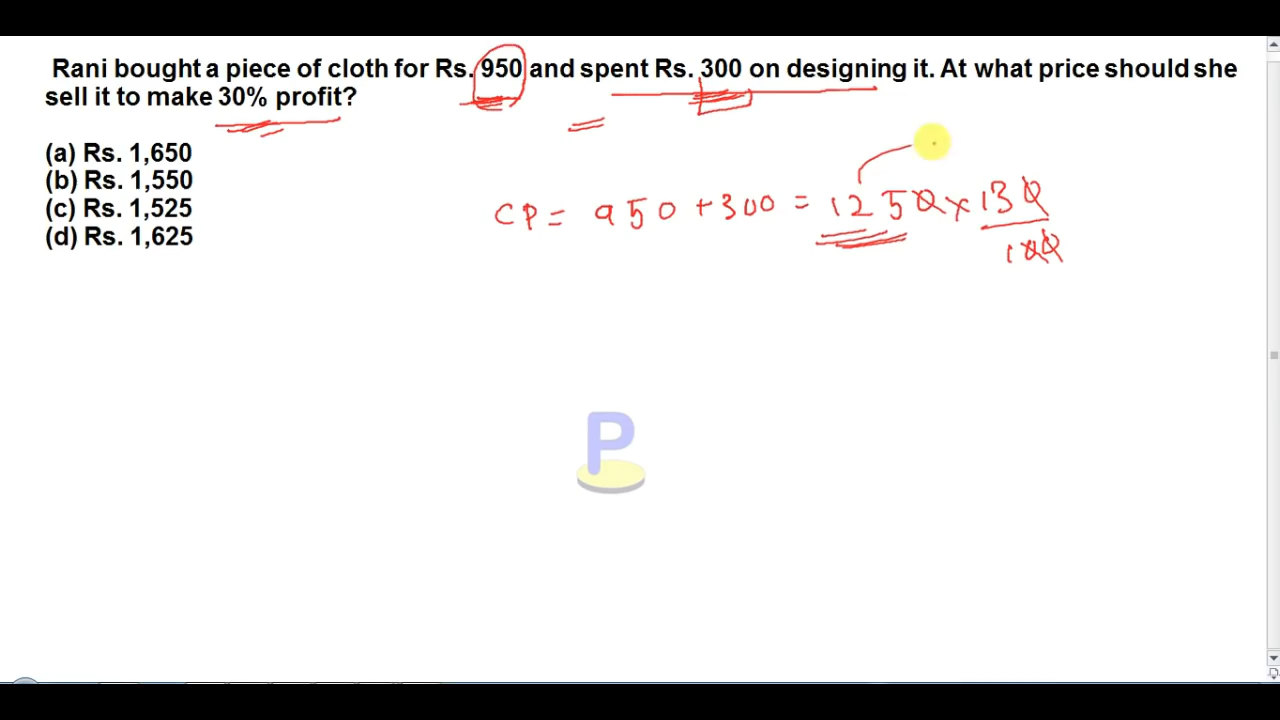 Rani bought a piece of cloth for Rs. 950 and spent Rs. 300 on designing it. At what price should she
sell it to make 30% profit?
(a) Rs. 1,650
(b) Rs. 1,550
(c) Rs. 1,525
(d) Rs. 1,625
CP = 950 + 300 = 1250 x 130
100
P